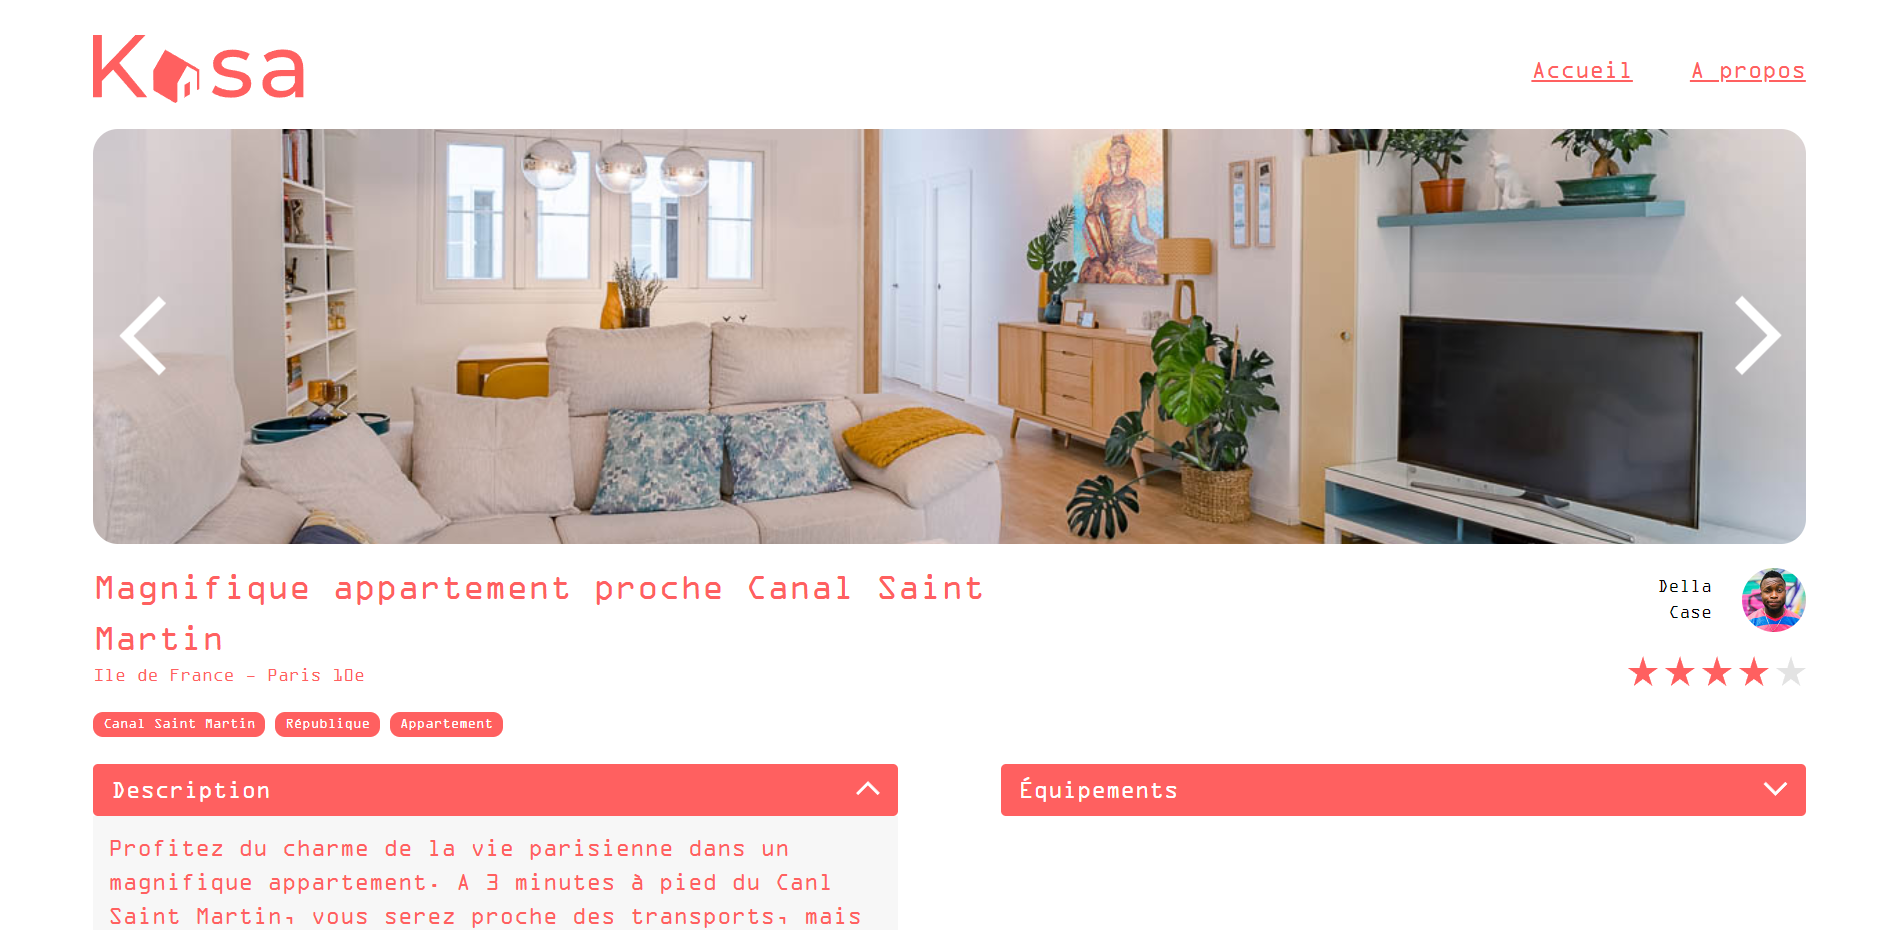 Kasa
Accueil
A propos
Magnifique appartement proche Canal Saint
Martin
Della
Case
Ile de France - Paris 10e
Canal Saint Martin
République
Appartement
Description
Équipements
Profitez du charme de la vie parisienne dans un
magnifique appartement. A 3 minutes à pied du Canl
Saint Martin, vous serez proche des transports, mais